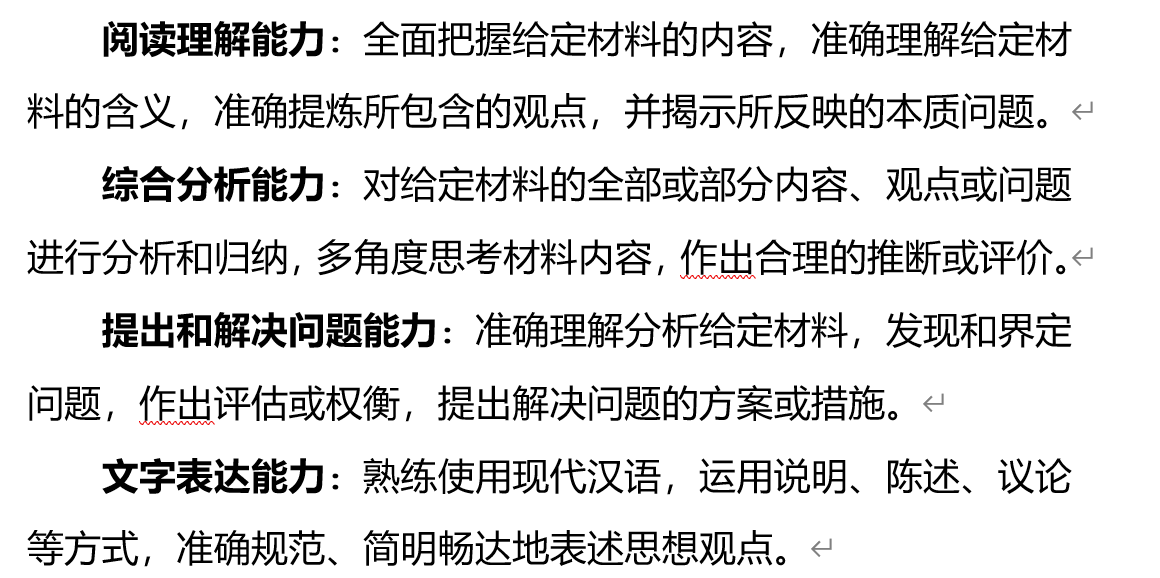 阅读理解能力：全面把握给定材料的内容，准确理解给定材
料的含义，准确提炼所包含的观点，并揭示所反映的本质问题。
综合分析能力：对给定材料的全部或部分内容、观点或问题
进行分析和归纳，多角度思考材料内容，作出合理的推断或评价。
提出和解决问题能力：准确理解分析给定材料，发现和界定
问题，作出评估或权衡，提出解决问题的方案或措施。
文字表达能力：熟练使用现代汉语，运用说明、陈述、议论
等方式，准确规范、简明畅达地表述思想观点。